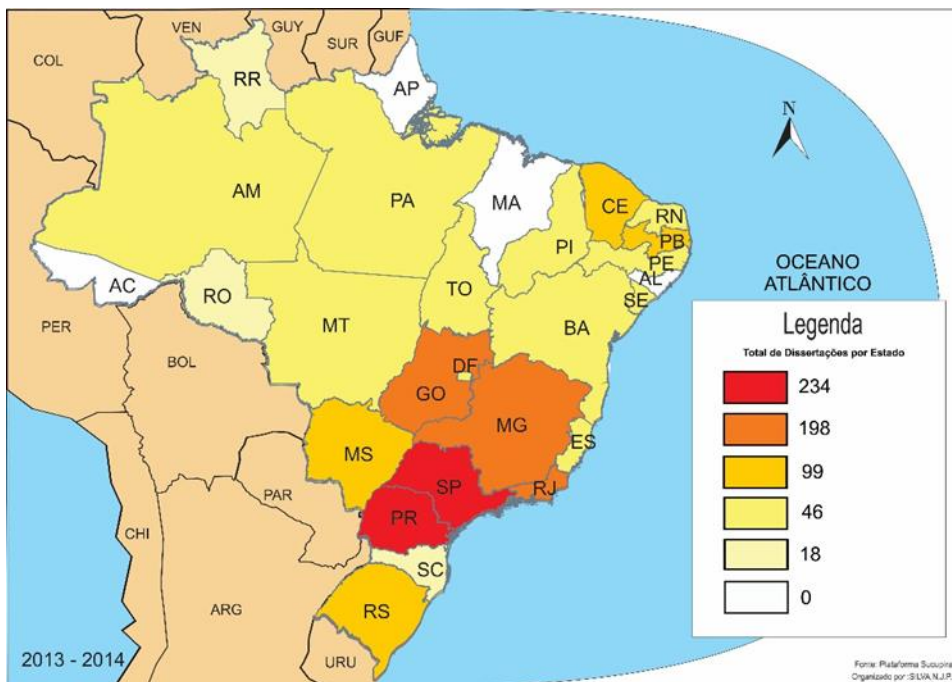 VEN
GUY
SUR
GUF
COL
RR
AP
N
AM
PA
MA
CE
RN
PB
PI
PE
AL
SE
AC
RO
TO
BA
MT
OCEANO
ATLÂNTICO
PER
BOL
DF
GO
MG
ES
MS
SP
RJ
PAR
PR
CHI
SC
ARG
RS
URU
2013 - 2014
Legenda
Total de Dissertações por Estado
234
198
99
46
18
0
Fonte: Plataforma Sucupira
Organizado por :SILVA N.J.P.